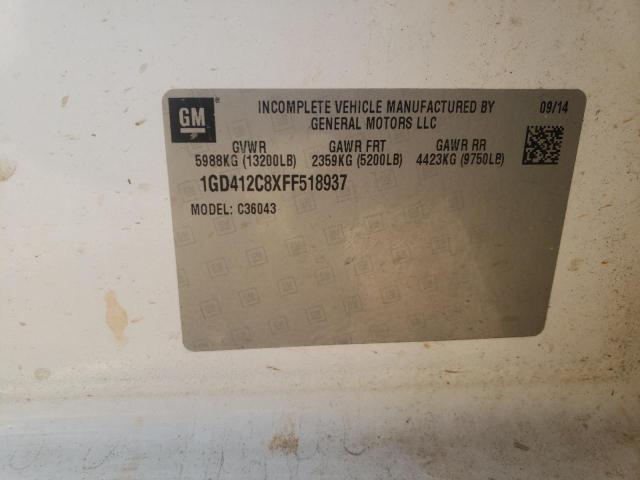 GM ®
INCOMPLETE VEHICLE MANUFACTURED BY
GENERAL MOTORS LLC
09/14
GVWR GAWR FRT GAWR RR
5988KG (13200LB) 2359KG (5200LB) 4423KG (9750LB)
1GD412C8XFF518937
MODEL: C36043